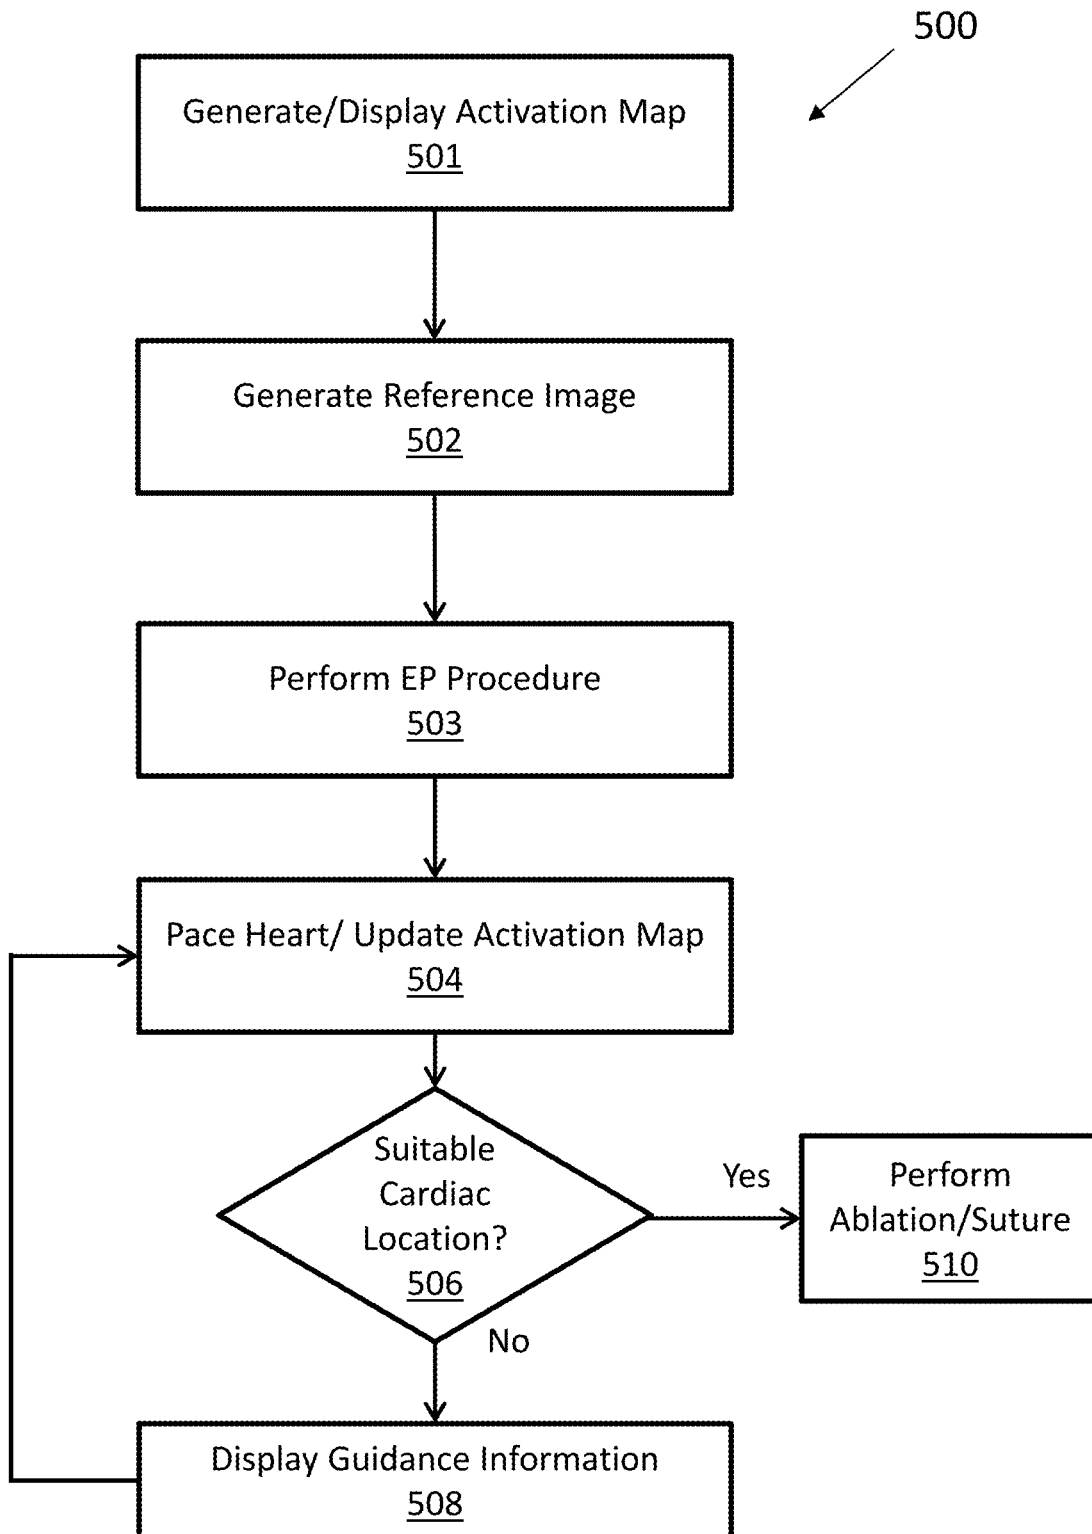 500
Generate/Display Activation Map
501
Generate Reference Image
502
Perform EP Procedure
503
Pace Heart/ Update Activation Map
504
Suitable
Cardiac
Location?
506
Yes
Perform
Ablation/Suture
510
No
Display Guidance Information
508